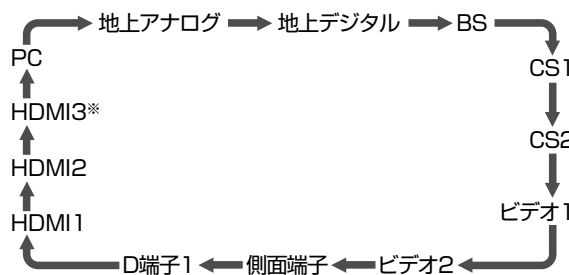 地上アナログ 地上デジタル BS
PC
CS1
HDMI3※
CS2
HDMI2
ビデオ1
HDMI1
D端子1 側面端子 ビデオ2